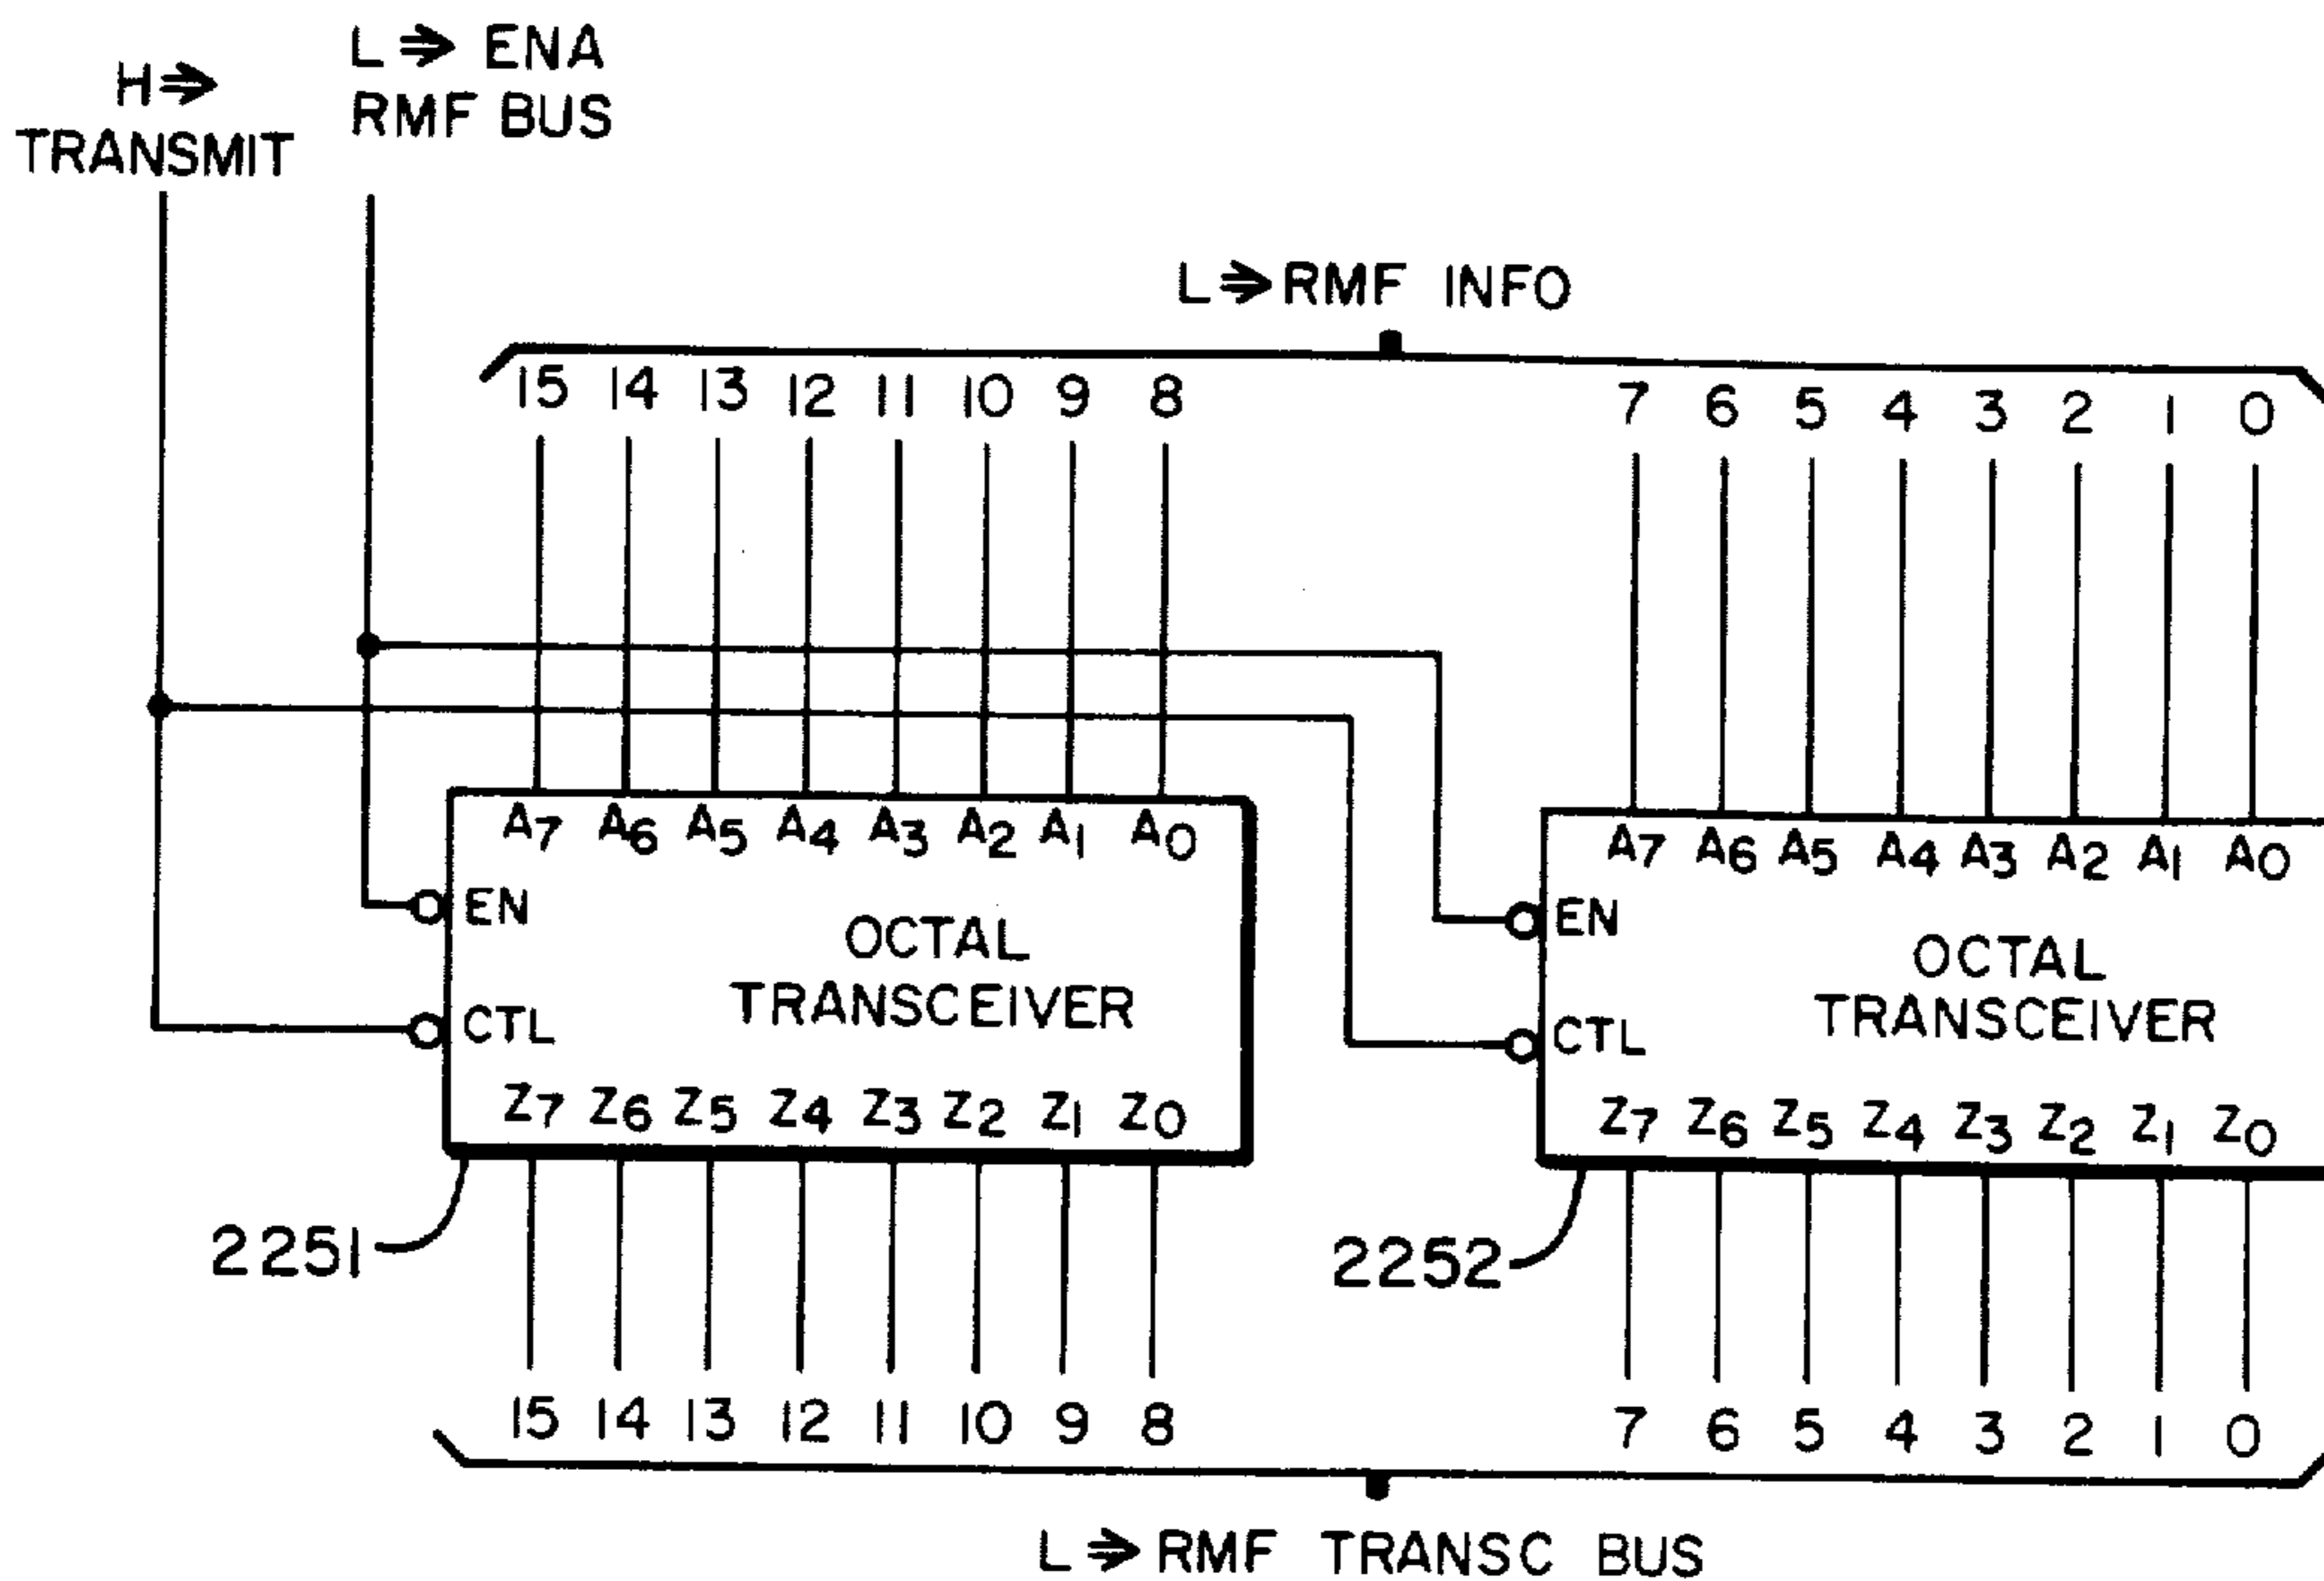 H⇒
TRANSMIT
L⇒ ENA
RMF BUS
L⇒RMF INFO
15 14 13 12 11 10 9 8 7 6 5 4 3 2 1 0
A7 A6 A5 A4 A3 A2 A1 A0
EN
OCTAL
TRANSCEIVER
CTL
Z7 Z6 Z5 Z4 Z3 Z2 Z1 Z0
2251
A7 A6 A5 A4 A3 A2 A1 A0
EN
OCTAL
TRANSCEIVER
CTL
Z7 Z6 Z5 Z4 Z3 Z2 Z1 Z0
2252
15 14 13 12 11 10 9 8 7 6 5 4 3 2 1 0
L⇒RMF TRANSC BUS